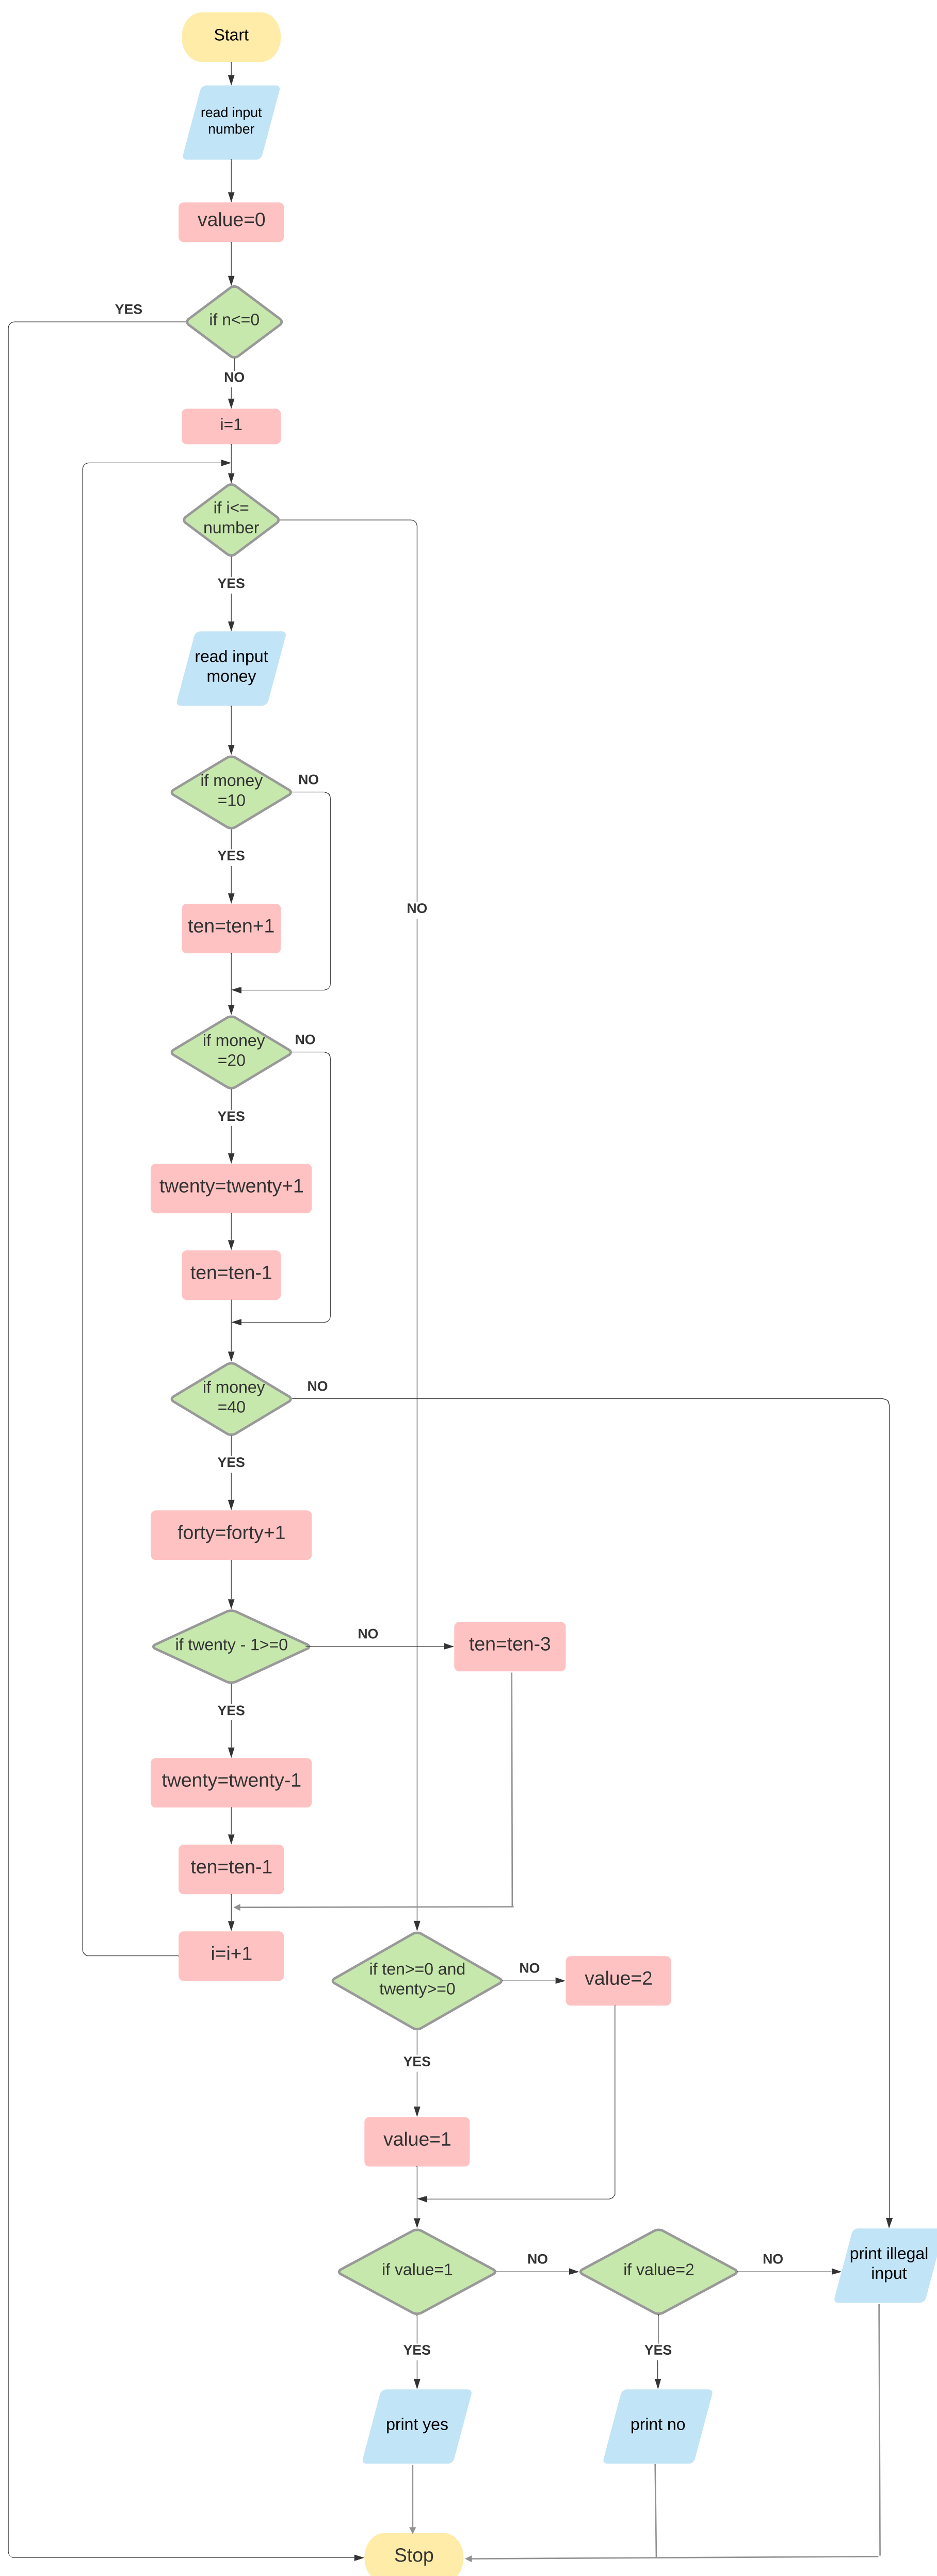 Start
read input
number
value=0
YES
if n<=0
NO
i=1
if i<=
number
YES
read input
money
if money
=10
NO
YES
ten=ten+1
NO
if money
=20
NO
YES
twenty=twenty+1
ten=ten-1
if money
=40
NO
YES
forty=forty+1
if twenty - 1>=0
NO
ten=ten-3
YES
twenty=twenty-1
ten=ten-1
i=i+1
if ten>=0 and
twenty>=0
NO
value=2
YES
value=1
if value=1
NO
if value=2
NO
print illegal
input
YES
YES
print yes
print no
Stop